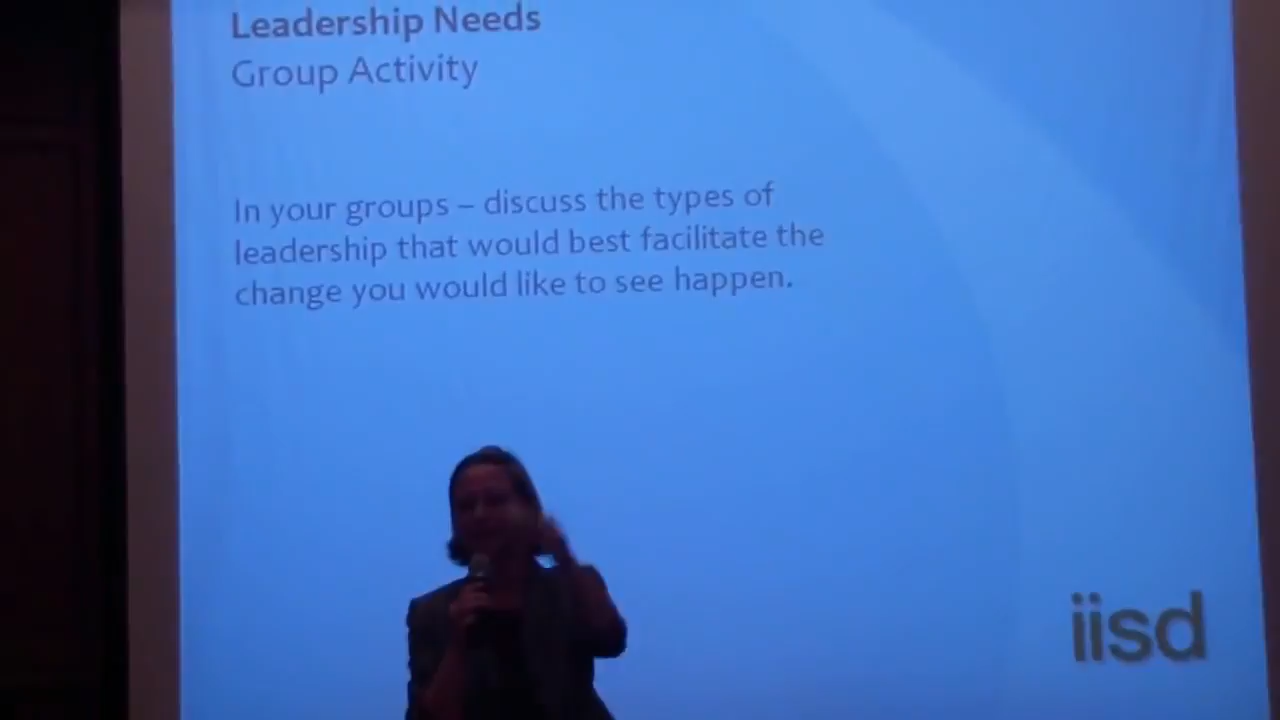 Leadership Needs
Group Activity
In your groups – discuss the types of
leadership that would best facilitate the
change you would like to see happen.
iisd